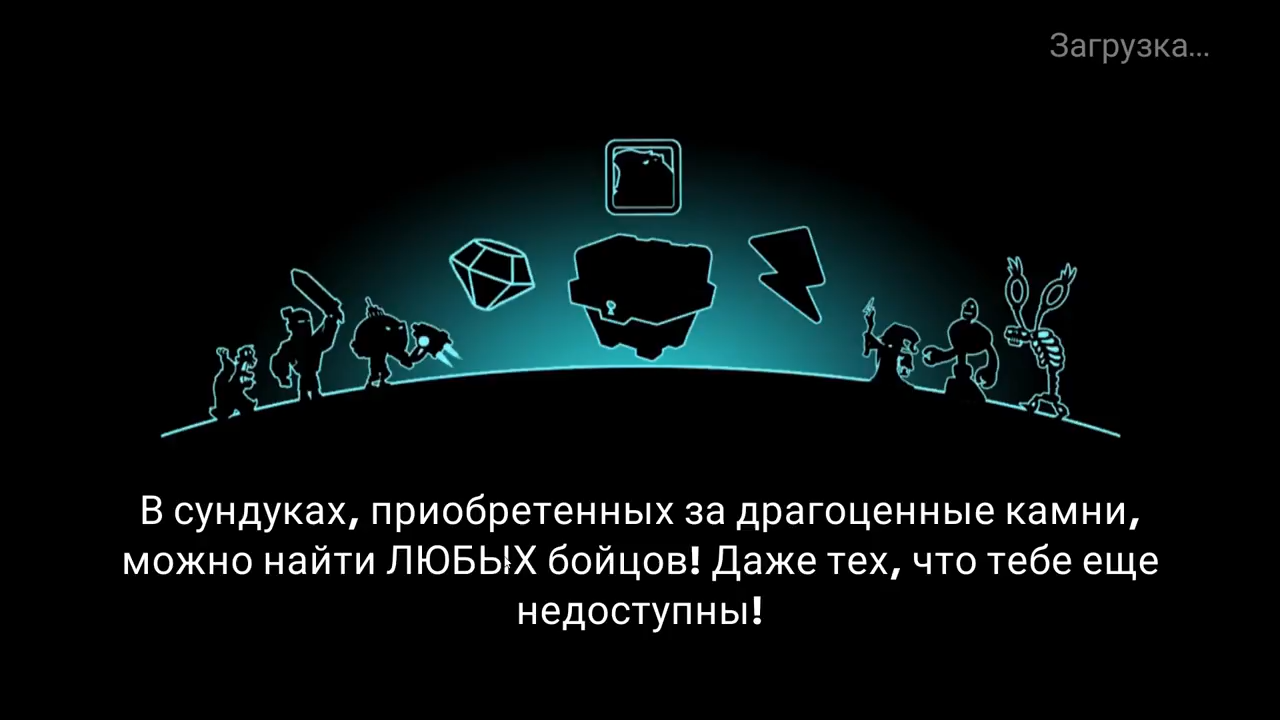 Загрузка...
В сундуках, приобретенных за драгоценные камни,
можно найти ЛЮБЫХ бойцов! Даже тех, что тебе еще
недоступны!